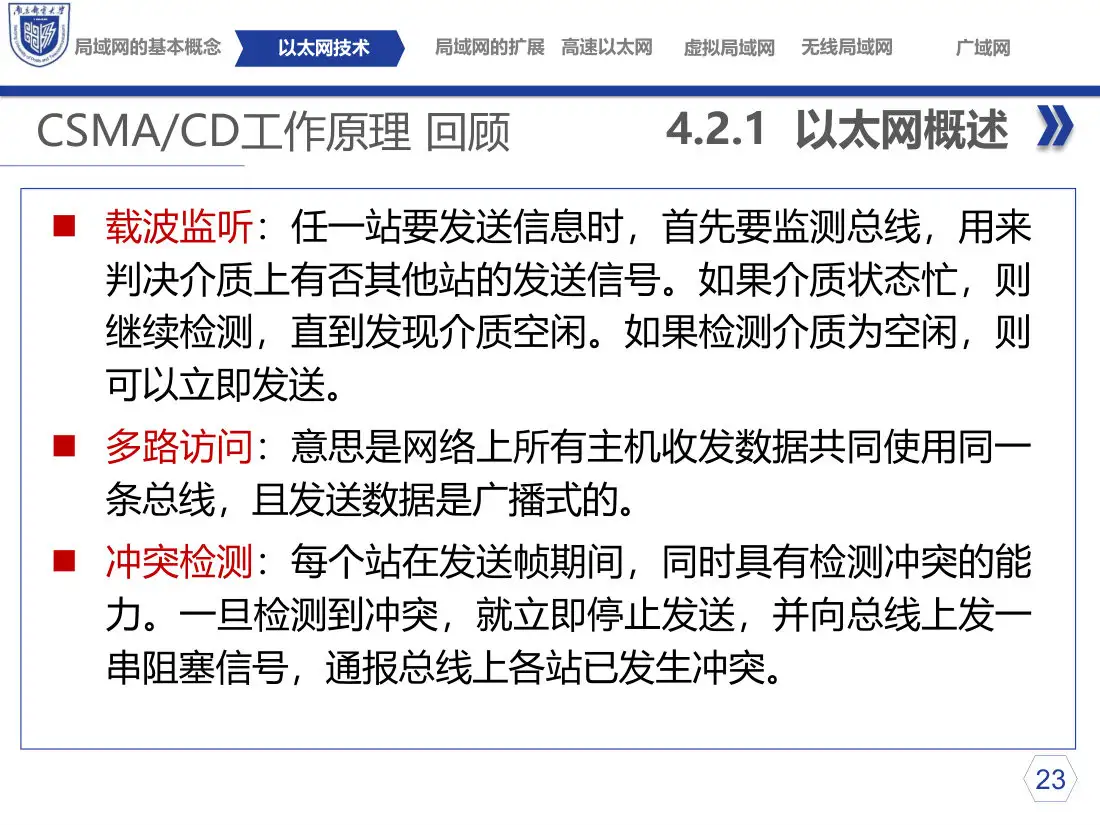 南京邮电大学
局域网的基本概念 以太网技术 局域网的扩展 高速以太网 虚拟局域网 无线局域网 广域网
CSMA/CD工作原理 回顾
4.2.1 以太网概述
载波监听：任一站要发送信息时，首先要监测总线，用来
判决介质上有否其他站的发送信号。如果介质状态忙，则
继续检测，直到发现介质空闲。如果检测介质为空闲，则
可以立即发送。
多路访问：意思是网络上所有主机收发数据共同使用同一
条总线，且发送数据是广播式的。
冲突检测：每个站在发送帧期间，同时具有检测冲突的能
力。一旦检测到冲突，就立即停止发送，并向总线上发一
串阻塞信号，通报总线上各站已发生冲突。
23